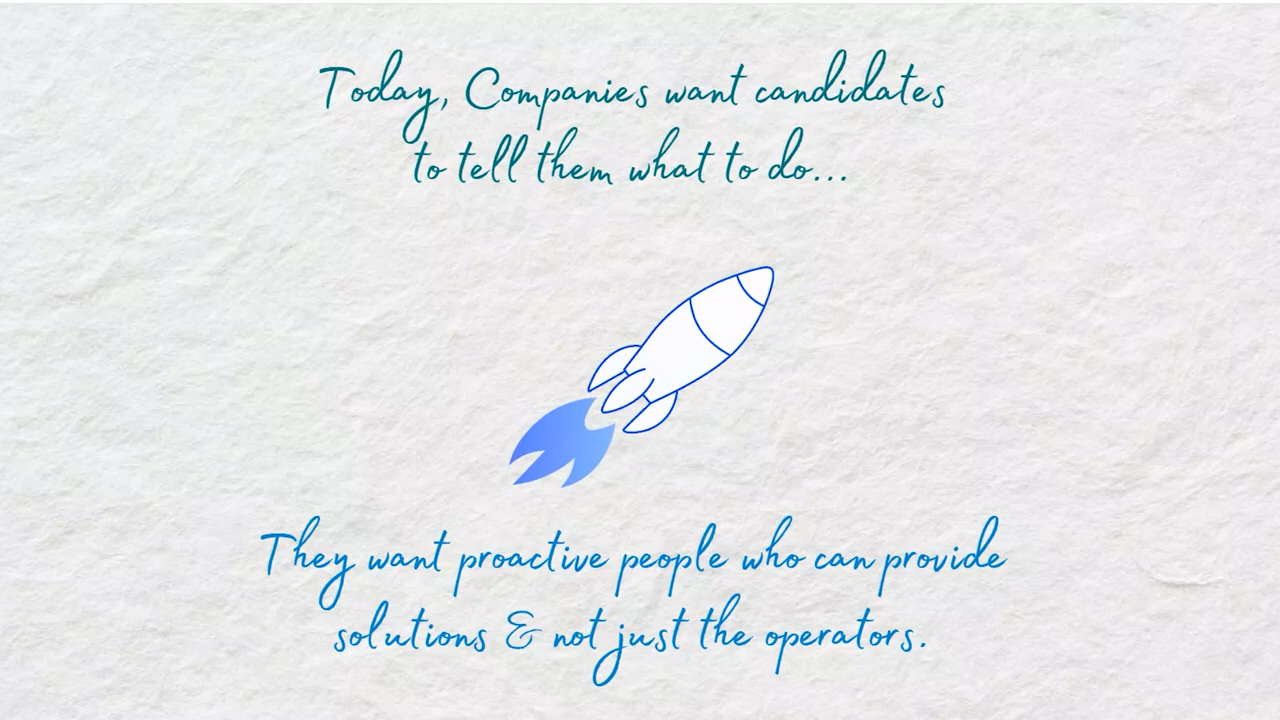 Today, Companies want candidates
to tell them what to do...
They want proactive people who can provide
solutions & not just the operators.